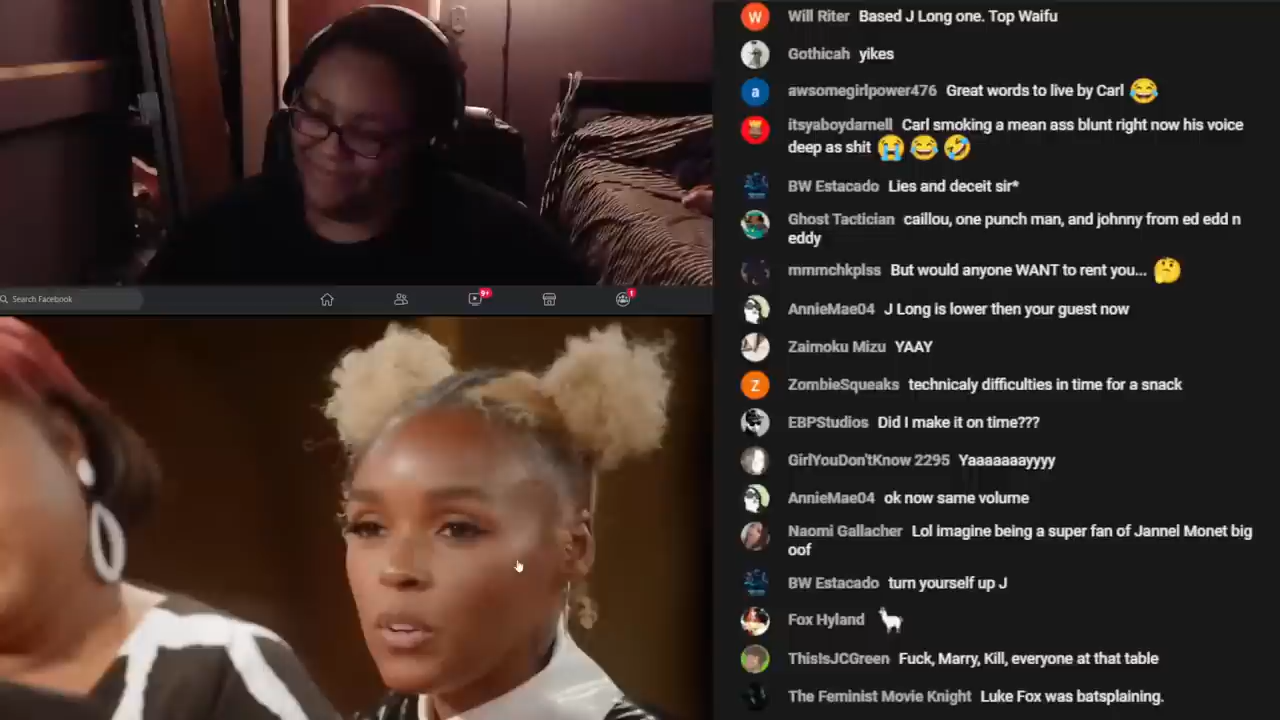 Search Facebook
9+
1
W Will Riter Based J Long one. Top Waifu
Gothicah yikes
a awsomegirlpower476 Great words to live by Carl 😂
itsyaboydarnell Carl smoking a mean ass blunt right now his voice
deep as shit 😭 😂 🤣
BW Estacado Lies and deceit sir*
Ghost Tactician caillou, one punch man, and johnny from ed edd n
eddy
mmmchkplss But would anyone WANT to rent you... 🤔
AnnieMae04 J Long is lower then your guest now
Zaimoku Mizu YAAY
Z ZombieSqueaks technicaly difficulties in time for a snack
EBPStudios Did I make it on time???
GirlYouDon'tKnow 2295 Yaaaaaaayyyy
AnnieMae04 ok now same volume
Naomi Gallacher Lol imagine being a super fan of Jannel Monet big
oof
BW Estacado turn yourself up J
Fox Hyland 🦙
ThisIsJCGreen Fuck, Marry, Kill, everyone at that table
The Feminist Movie Knight Luke Fox was batsplaining.